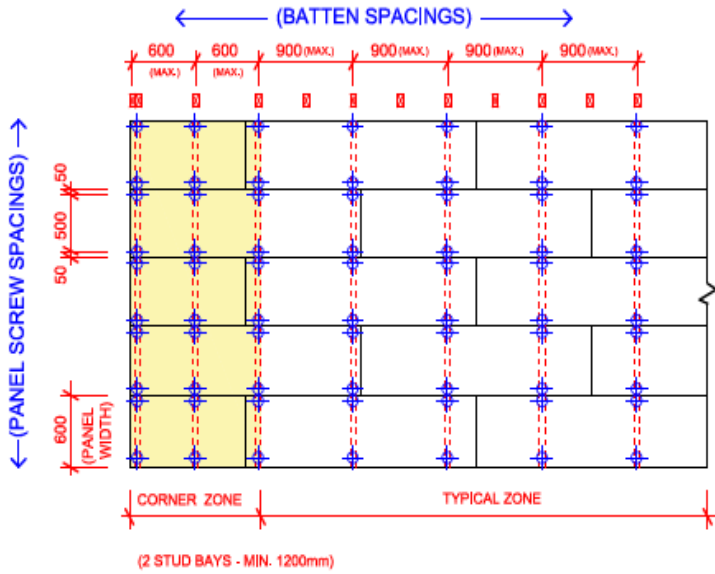 (BATTEN SPACINGS)
600 600 900 (MAX.) 900 (MAX.) 900 (MAX.) 900 (MAX.)
(MAX.) (MAX.)
(PANEL SCREW SPACINGS)
50
500
50
600
(PANEL
WIDTH)
CORNER ZONE TYPICAL ZONE
(2 STUD BAYS - MIN. 1200mm)